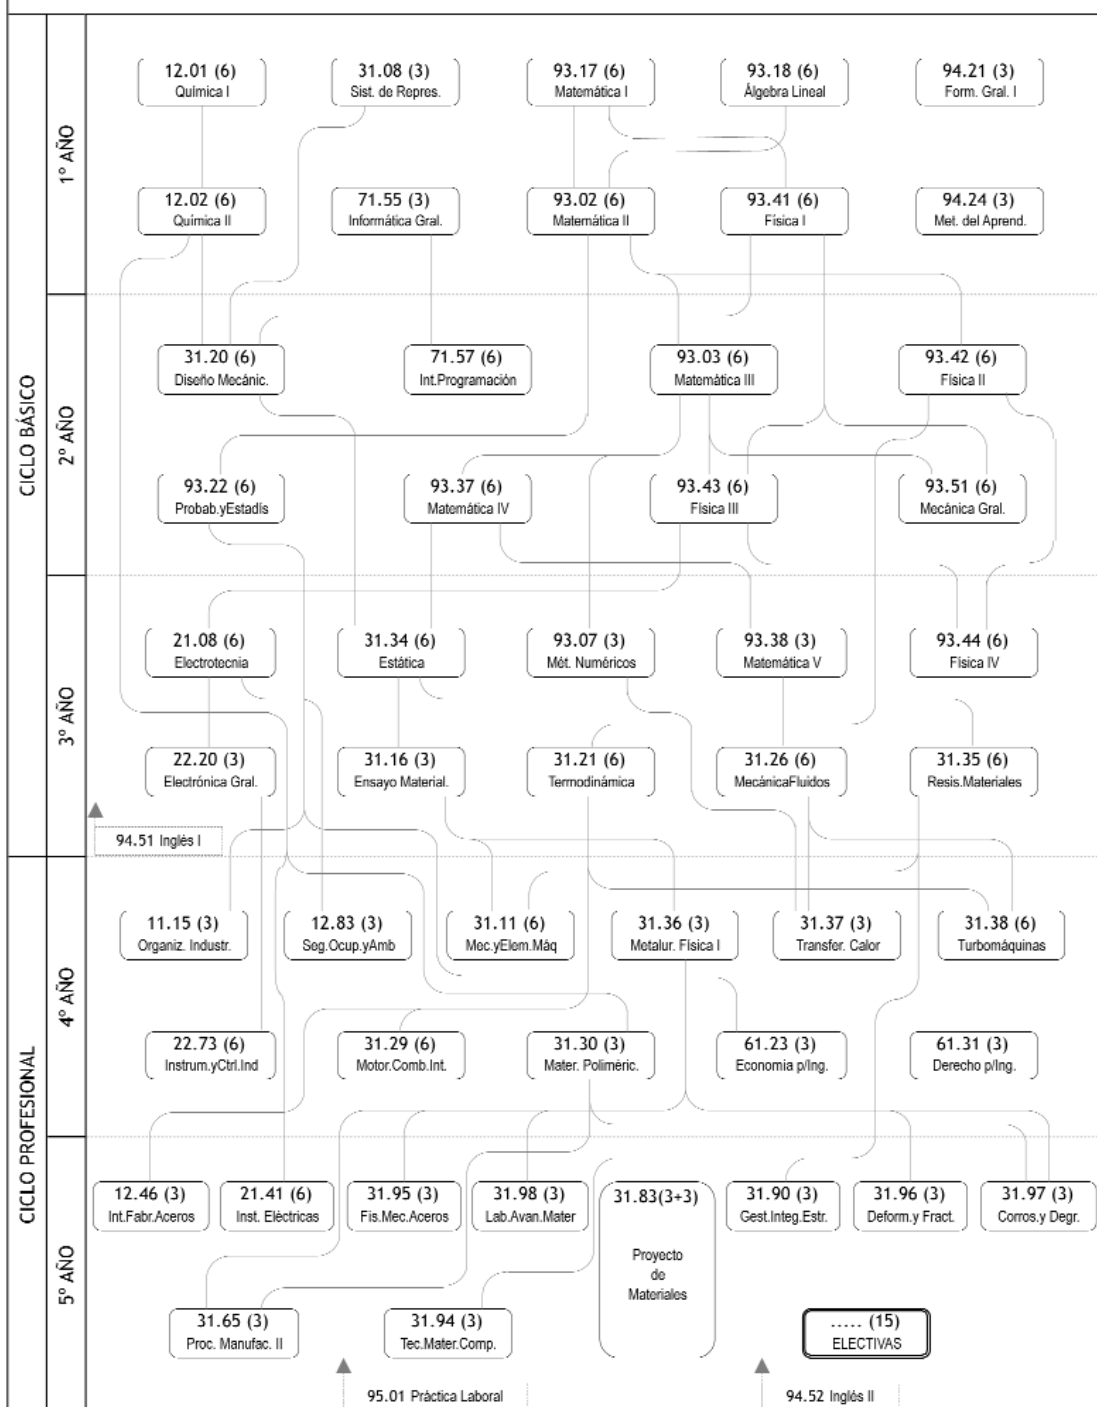 CICLO BÁSICO
1º AÑO
12.01 (6)
Química I
31.08 (3)
Sist. de Repres.
93.17 (6)
Matemática I
93.18 (6)
Álgebra Lineal
94.21 (3)
Form. Gral. I
12.02 (6)
Química II
71.55 (3)
Informática Gral.
93.02 (6)
Matemática II
93.41 (6)
Física I
94.24 (3)
Met. del Aprend.
2º AÑO
31.20 (6)
Diseño Mecánic.
71.57 (6)
Int.Programación
93.03 (6)
Matemática III
93.42 (6)
Física II
93.22 (6)
Probab.yEstadís
93.37 (6)
Matemática IV
93.43 (6)
Física III
93.51 (6)
Mecánica Gral.
3º AÑO
21.08 (6)
Electrotecnia
31.34 (6)
Estática
93.07 (3)
Mét. Numéricos
93.38 (3)
Matemática V
93.44 (6)
Física IV
22.20 (3)
Electrónica Gral.
31.16 (3)
Ensayo Material.
31.21 (6)
Termodinámica
31.26 (6)
MecánicaFluidos
31.35 (6)
Resis.Materiales
94.51 Inglés I
CICLO PROFESIONAL
4º AÑO
11.15 (3)
Organiz. Industr.
12.83 (3)
Seg.Ocup.yAmb
31.11 (6)
Mec.yElem.Máq
31.36 (3)
Metalur. Física I
31.37 (3)
Transfer. Calor
31.38 (6)
Turbomáquinas
22.73 (6)
Instrum.yCtrl.Ind
31.29 (6)
Motor.Comb.Int.
31.30 (3)
Mater. Poliméric.
61.23 (3)
Economía p/Ing.
61.31 (3)
Derecho p/Ing.
5º AÑO
12.46 (3)
Int.Fabr.Aceros
21.41 (6)
Inst. Eléctricas
31.95 (3)
Fis.Mec.Aceros
31.98 (3)
Lab.Avan.Mater
31.83(3+3)
Proyecto
de
Materiales
31.90 (3)
Gest.Integ.Estr.
31.96 (3)
Deform.y Fract.
31.97 (3)
Corros.y Degr.
31.65 (3)
Proc. Manufac. II
31.94 (3)
Tec.Mater.Comp.
..... (15)
ELECTIVAS
95.01 Práctica Laboral
94.52 Inglés II